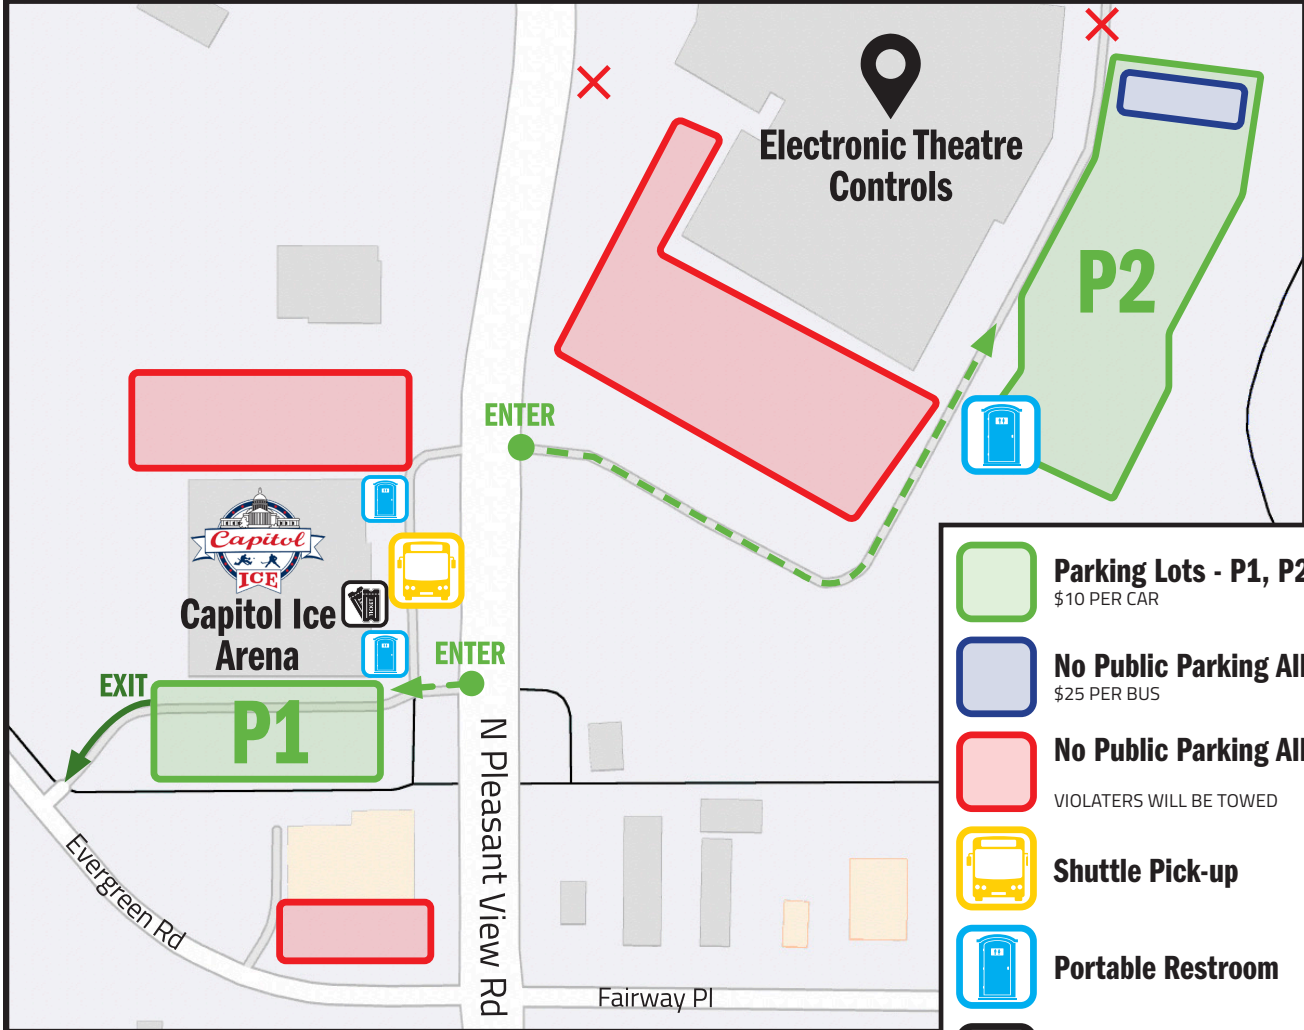 Electronic Theatre
Controls
P2
ENTER
Capitol
ICE
Capitol Ice
Arena
TICKET
ENTER
EXIT
P1
N Pleasant View Rd
Evergreen Rd
Fairway Pl
Parking Lots - P1, P2
$10 PER CAR
No Public Parking All
$25 PER BUS
No Public Parking All
VIOLATERS WILL BE TOWED
Shuttle Pick-up
Portable Restroom